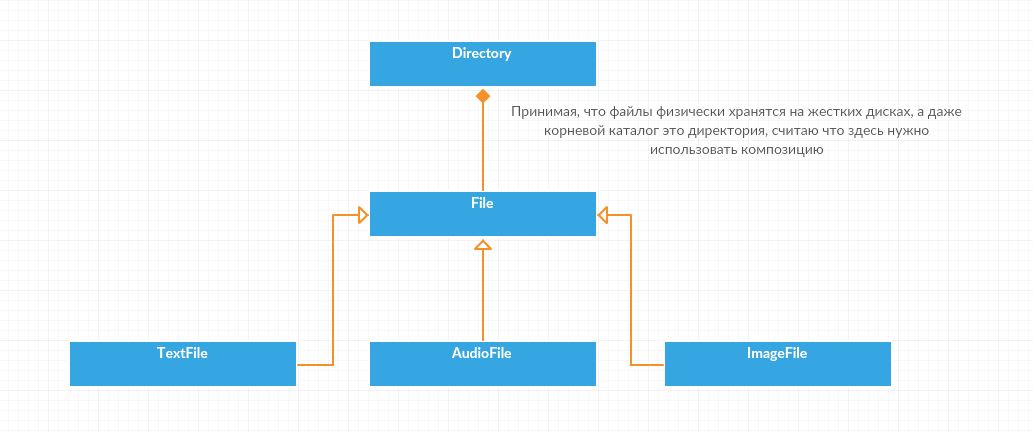 Directory
Принимая, что файлы физически хранятся на жестких дисках, а даже
корневой каталог это директория, считаю что здесь нужно
использовать композицию
File
TextFile
AudioFile
ImageFile